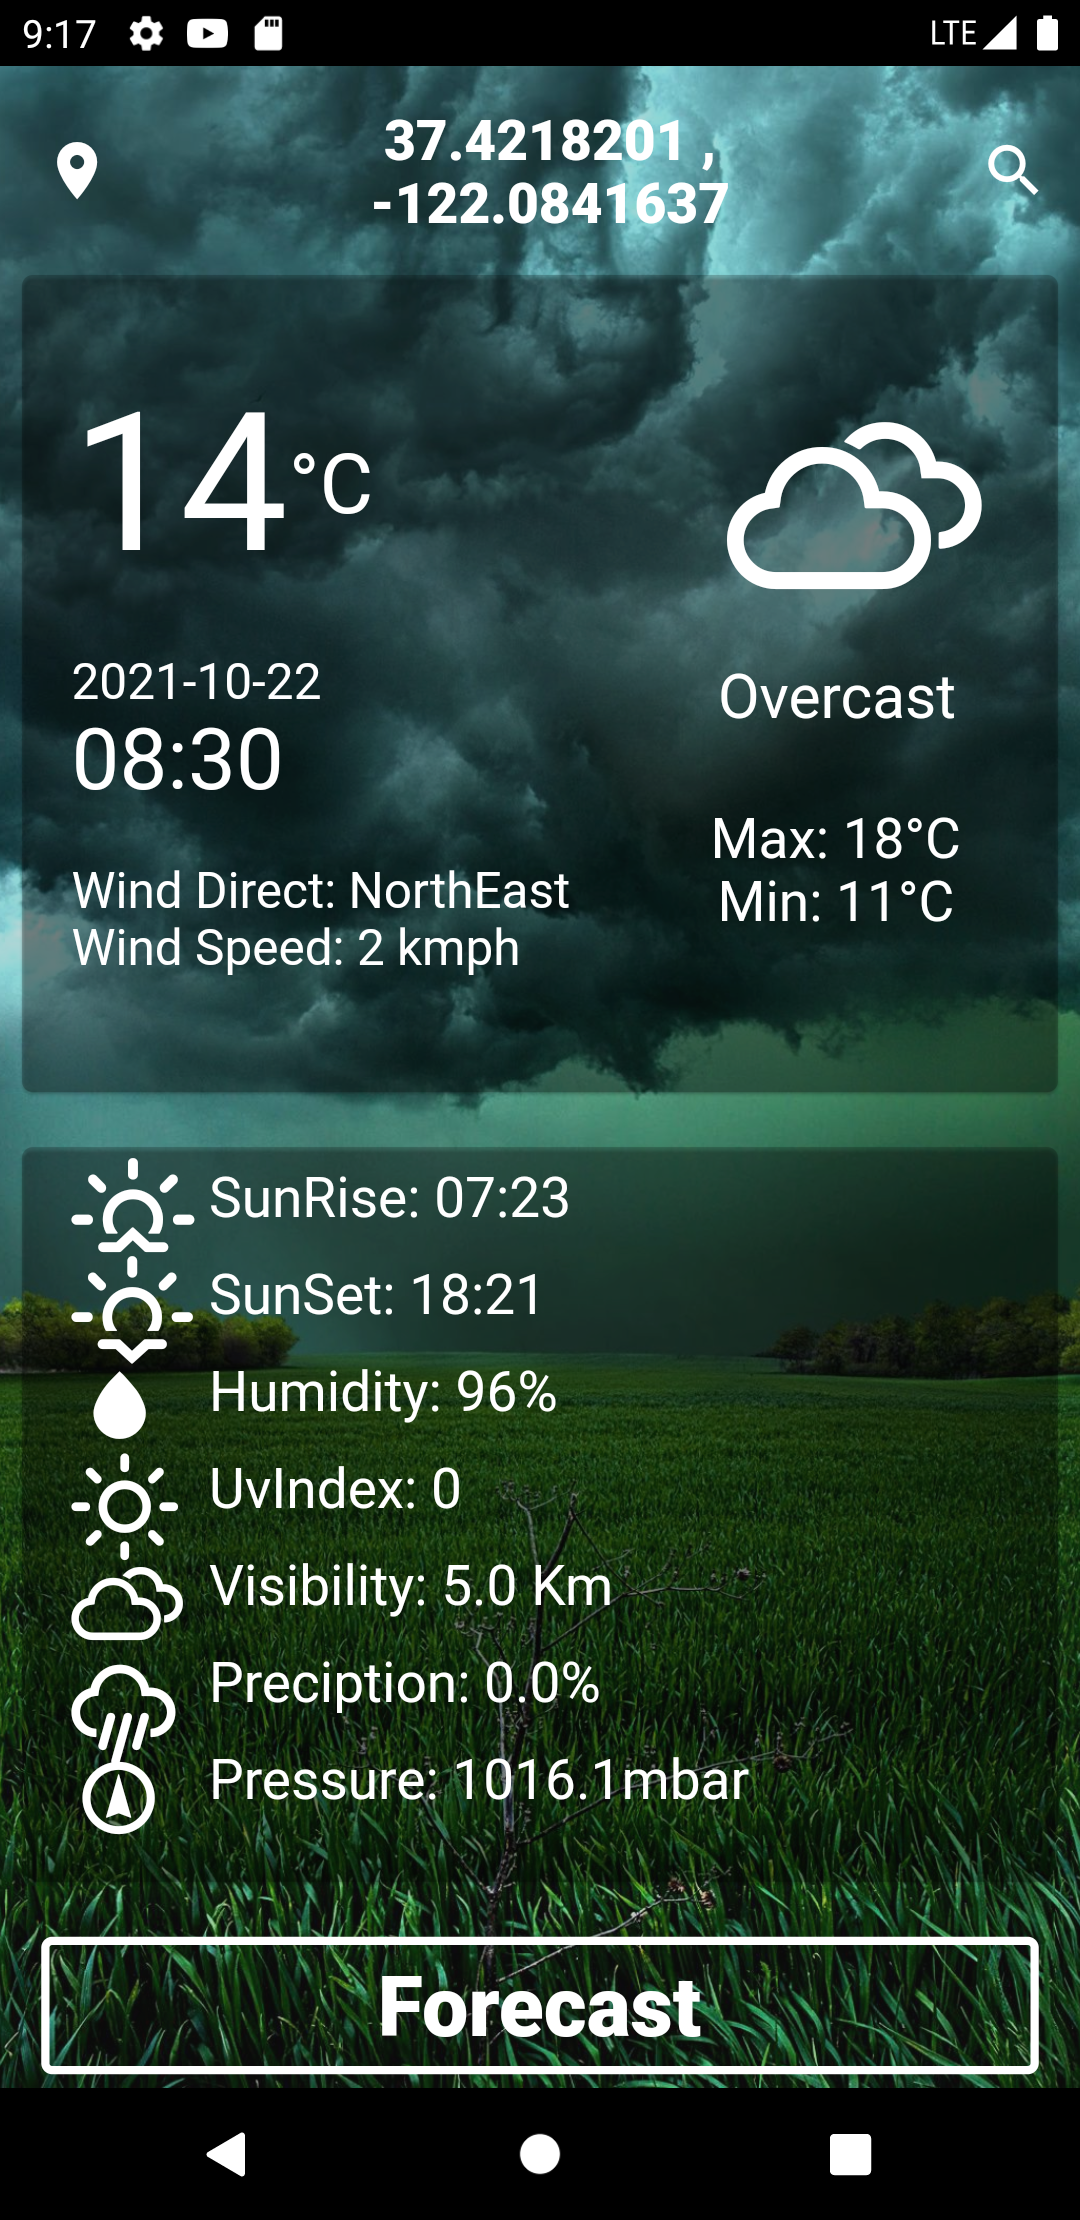 9:17
LTE
37.4218201 ,
-122.0841637
14°C
2021-10-22
08:30
Overcast
Max: 18°C
Min: 11°C
Wind Direct: NorthEast
Wind Speed: 2 kmph
SunRise: 07:23
SunSet: 18:21
Humidity: 96%
UvIndex: 0
Visibility: 5.0 Km
Preciption: 0.0%
Pressure: 1016.1mbar
Forecast